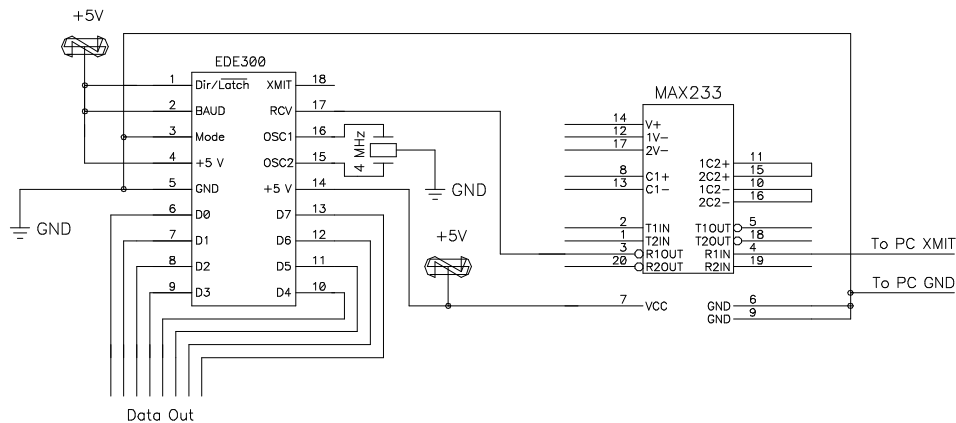 +5V
EDE300
1 Dir/Latch XMIT 18
2 BAUD RCV 17
3 Mode OSC1 16
4 +5 V OSC2 15
5 GND +5 V 14
6 D0 D7 13
7 D1 D6 12
8 D2 D5 11
9 D3 D4 10
4 MHz
GND
GND
+5V
Data Out
MAX233
14 V+
12 1V-
17 2V-
1C2+ 11
8 C1+ 2C2+ 15
13 C1- 1C2- 10
2C2- 16
2 T1IN T1OUT 5
1 T2IN T2OUT 18
3 R1OUT R1IN 4
20 R2OUT R2IN 19
7 VCC GND 6
GND 9
To PC XMIT
To PC GND